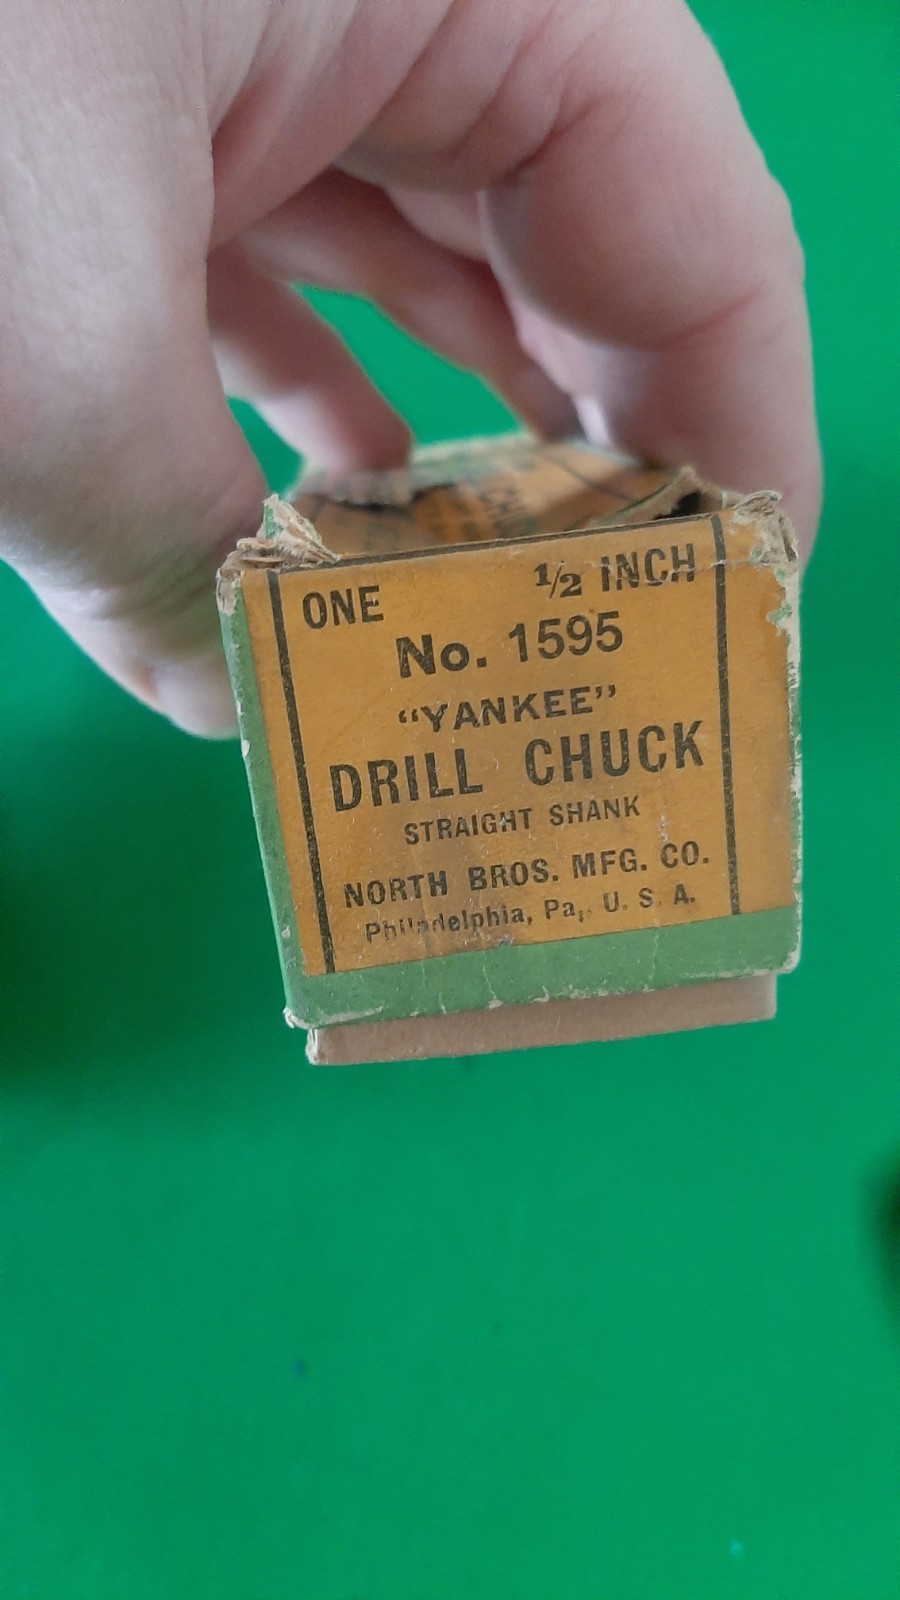 ONE 1/2 INCH
No. 1595
"YANKEE"
DRILL CHUCK
STRAIGHT SHANK
NORTH BROS. MFG. CO.
Philadelphia, Pa., U. S. A.